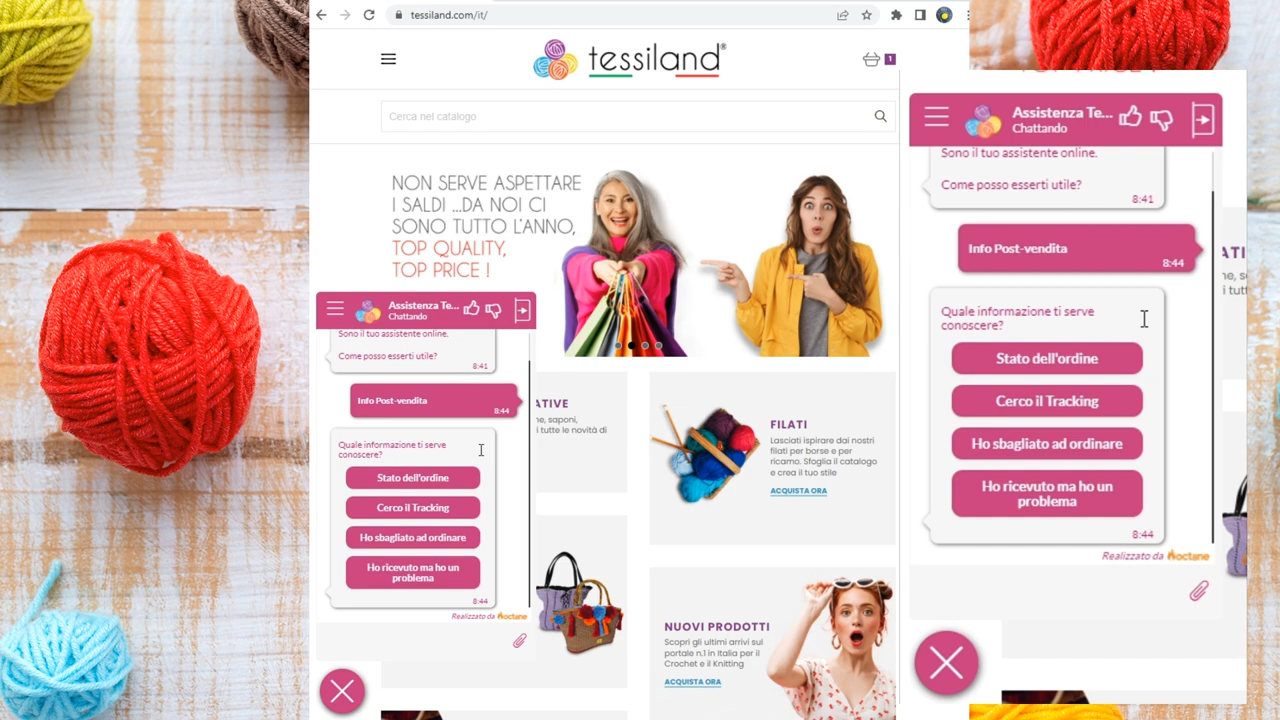 tessiland.com/it/
tessiland®
1
Cerca nel catalogo
NON SERVE ASPETTARE
I SALDI ...DA NOI CI
SONO TUTTO L'ANNO,
TOP QUALITY,
TOP PRICE !
Assistenza Te...
Chattando
Sono il tuo assistente online.
Come posso esserti utile?
8:41
Info Post-vendita
8:44
Quale informazione ti serve
conoscere?
Stato dell'ordine
Cerco il Tracking
Ho sbagliato ad ordinare
Ho ricevuto ma ho un
problema
8:44
Realizzato da hoctane
ATIVE
ne, saponi,
i tutte le novità di
FILATI
Lasciati ispirare dai nostri
filati per borse e per
ricamo. Sfoglia il catalogo
e crea il tuo stile
ACQUISTA ORA
NUOVI PRODOTTI
Scopri gli ultimi arrivi sul
portale n.1 in Italia per il
Crochet e il Knitting
ACQUISTA ORA
Assistenza Te...
Chattando
Sono il tuo assistente online.
Come posso esserti utile?
8:41
Info Post-vendita
8:44
Quale informazione ti serve
conoscere?
Stato dell'ordine
Cerco il Tracking
Ho sbagliato ad ordinare
Ho ricevuto ma ho un
problema
8:44
Realizzato da hoctane